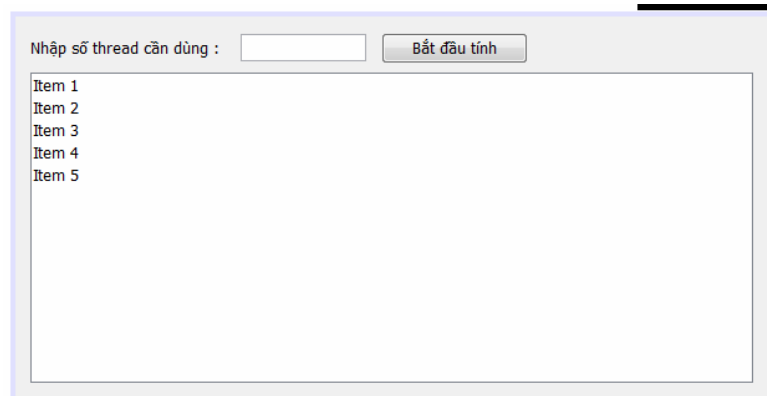 Nhập số thread cần dùng : Bắt đầu tính
Item 1
Item 2
Item 3
Item 4
Item 5